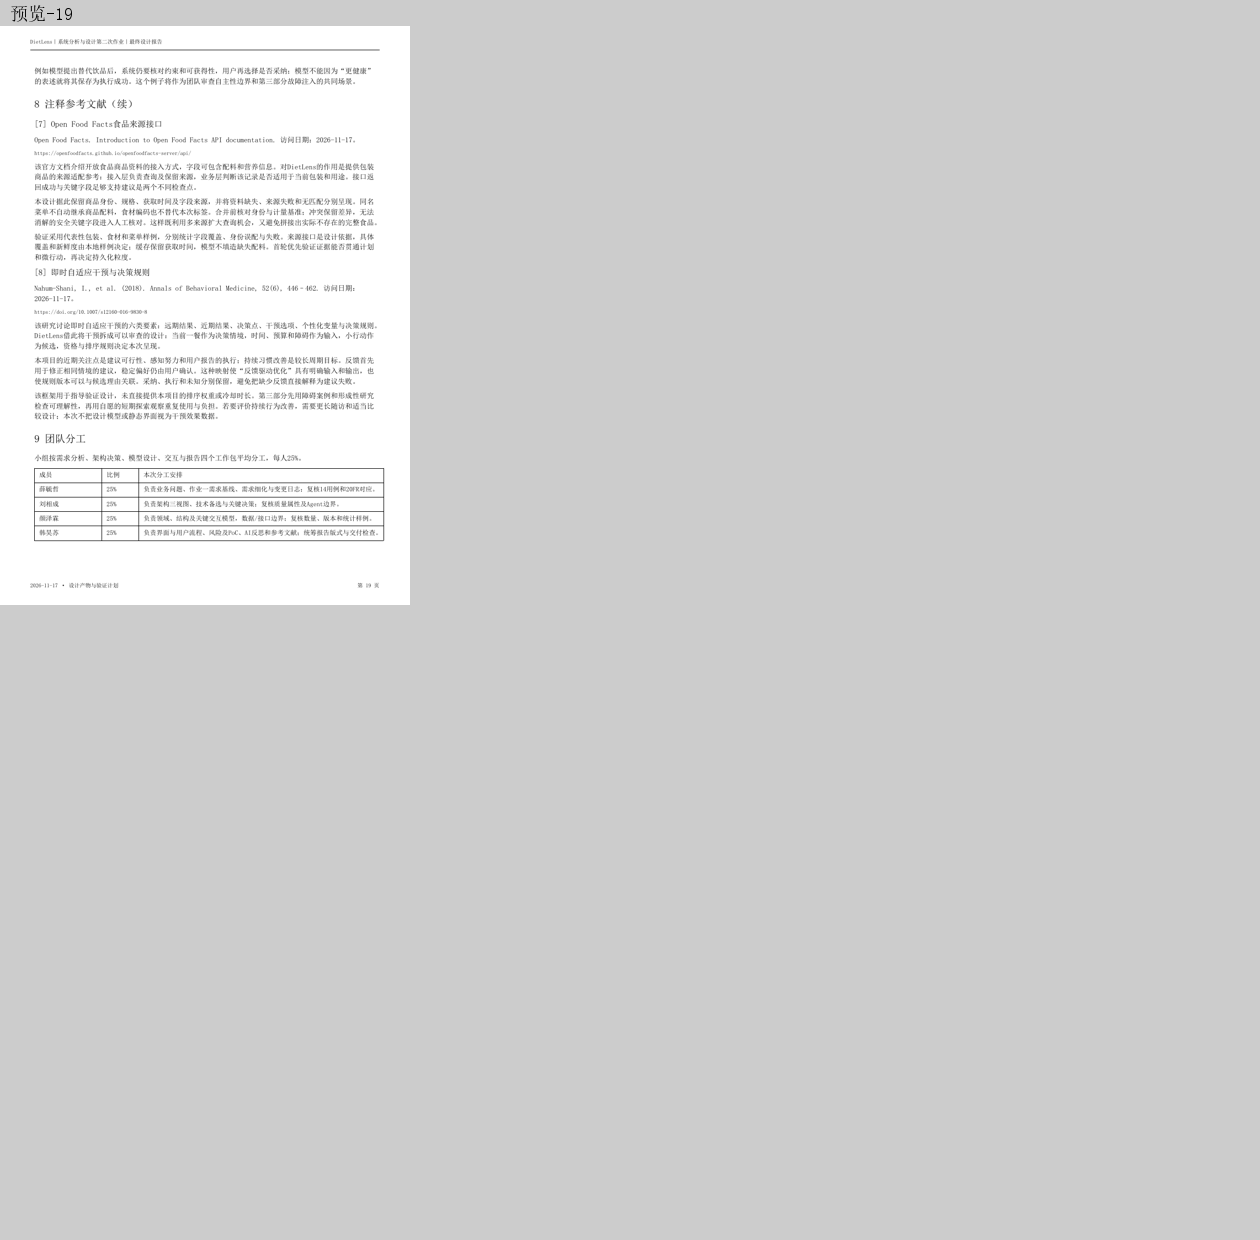 预览-19
DietLens | 系统分析与设计第二次作业 | 最终设计报告
例如模型提出替代饮品后，系统仍要核对约束和可获得性，用户再选择是否采纳；模型不能因为“更健康”
的表述就将其保存为执行成功。这个例子将作为团队审查自主性边界和第三部分故障注入的共同场景。
8 注释参考文献（续）
[7] Open Food Facts食品来源接口
Open Food Facts. Introduction to Open Food Facts API documentation. 访问日期：2026-11-17。
https://openfoodfacts.github.io/openfoodfacts-server/api/
该官方文档介绍开放食品商品资料的接入方式，字段可包含配料和营养信息。对DietLens的作用是提供包装
商品的来源适配参考：接入层负责查询及保留来源，业务层判断该记录是否适用于当前包装和用途。接口返
回成功与关键字段足够支持建议是两个不同检查点。
本设计据此保留商品身份、规格、获取时间及字段来源，并将资料缺失、来源失败和无匹配分别呈现。同名
菜单不自动继承商品配料，食材编码也不替代本次标签。合并前核对身份与计量基准；冲突保留差异，无法
消解的安全关键字段进入人工核对。这样既利用多来源扩大查询机会，又避免拼接出实际不存在的完整食品。
验证采用代表性包装、食材和菜单样例，分别统计字段覆盖、身份误配与失败。来源接口是设计依据，具体
覆盖和新鲜度由本地样例决定；缓存保留获取时间，模型不填造缺失配料。首轮优先验证证据能否贯通计划
和微行动，再决定持久化粒度。
[8] 即时自适应干预与决策规则
Nahum-Shani, I., et al. (2018). Annals of Behavioral Medicine, 52(6), 446–462. 访问日期：
2026-11-17。
https://doi.org/10.1007/s12160-016-9830-8
该研究讨论即时自适应干预的六类要素：远期结果、近期结果、决策点、干预选项、个性化变量与决策规则。
DietLens借此将干预拆成可以审查的设计：当前一餐作为决策情境，时间、预算和障碍作为输入，小行动作
为候选，资格与排序规则决定本次呈现。
本项目的近期关注点是建议可行性、感知努力和用户报告的执行；持续习惯改善是较长周期目标。反馈首先
用于修正相同情境的建议，稳定偏好仍由用户确认。这种映射使“反馈驱动优化”具有明确输入和输出，也
使规则版本可以与候选理由关联。采纳、执行和未知分别保留，避免把缺少反馈直接解释为建议失败。
该框架用于指导验证设计，未直接提供本项目的排序权重或冷却时长。第三部分先用障碍案例和形成性研究
检查可理解性，再用自愿的短期探索观察重复使用与负担。若要评价持续行为改善，需要更长随访和适当比
较设计；本次不把设计模型或静态界面视为干预效果数据。
9 团队分工
小组按需求分析、架构决策、模型设计、交互与报告四个工作包平均分工，每人25%。
成员 比例 本次分工安排
薛毓哲 25% 负责业务问题、作业一需求基线、需求细化与变更日志；复核14用例和20FR对应。
刘相成 25% 负责架构三视图、技术备选与关键决策；复核质量属性及Agent边界。
颜泽霖 25% 负责领域、结构及关键交互模型，数据/接口边界；复核数量、版本和统计样例。
韩昊苏 25% 负责界面与用户流程、风险及PoC、AI反思和参考文献；统筹报告版式与交付检查。
2026-11-17 • 设计产物与验证计划
第 19 页